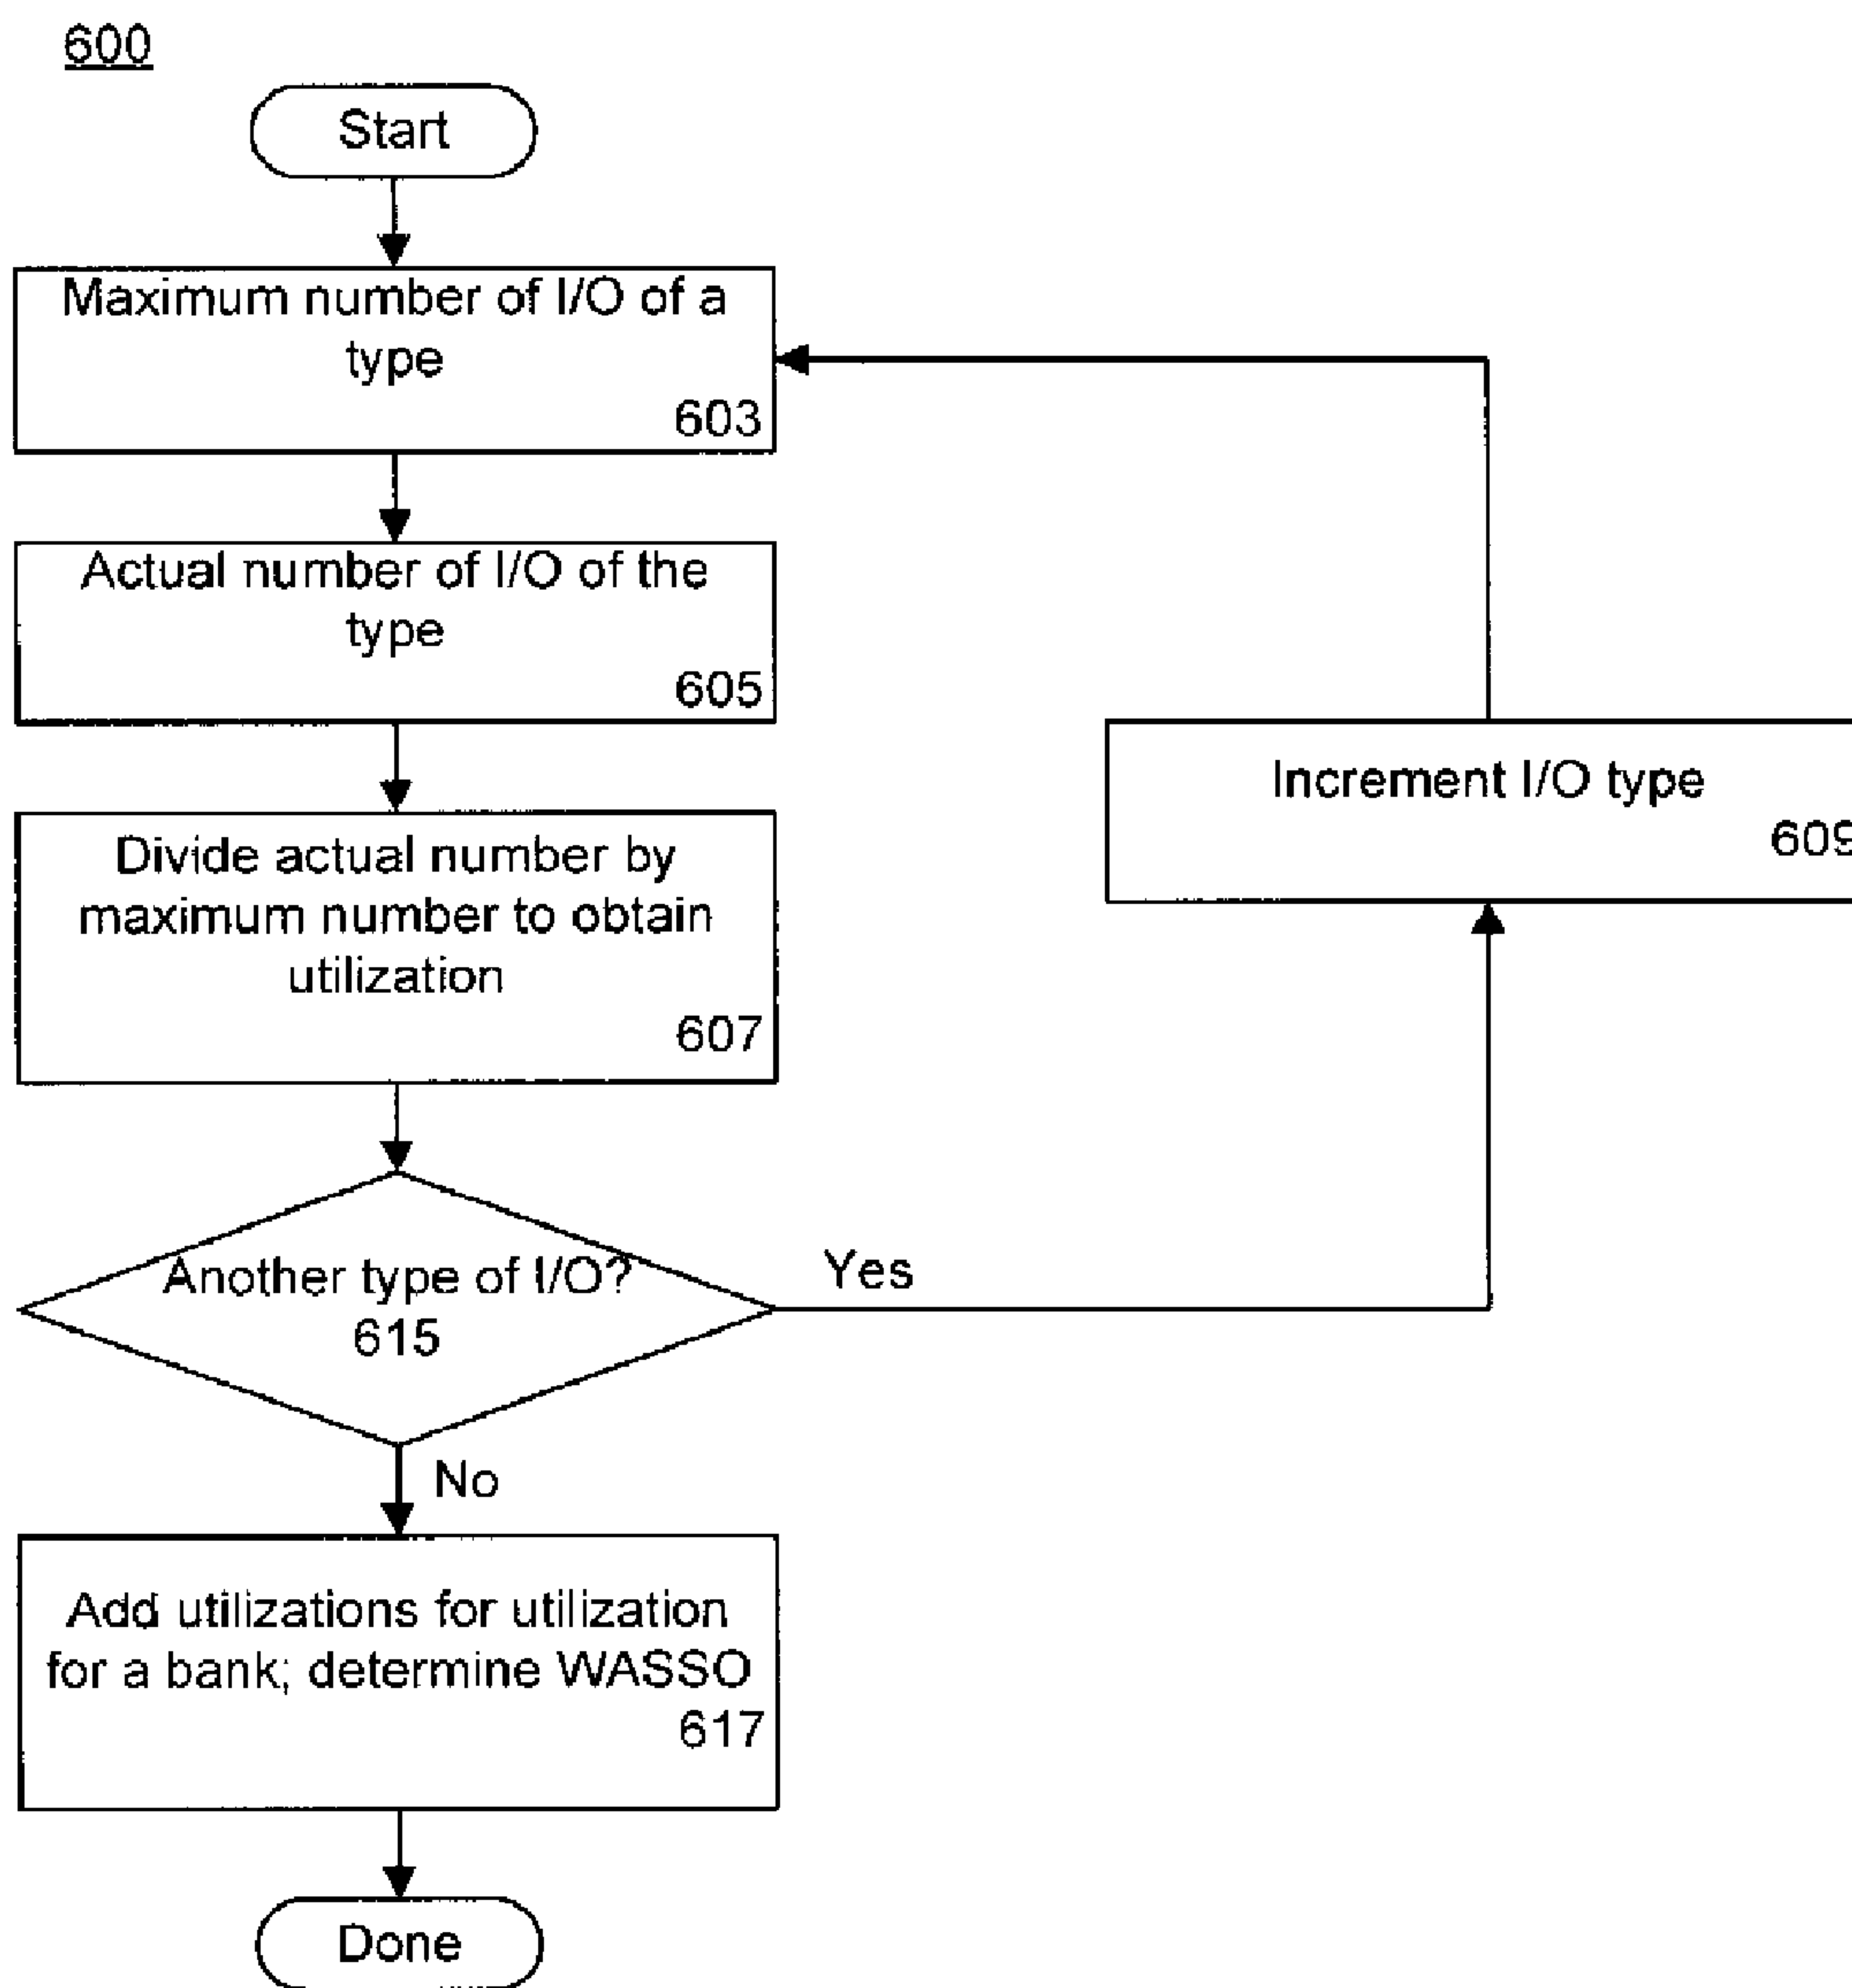 600
Start
Maximum number of I/O of a
type
603
Actual number of I/O of the
type
605
Divide actual number by
maximum number to obtain
utilization
607
Increment I/O type
609
Another type of I/O?
615
Yes
No
Add utilizations for utilization
for a bank; determine WASSO
617
Done